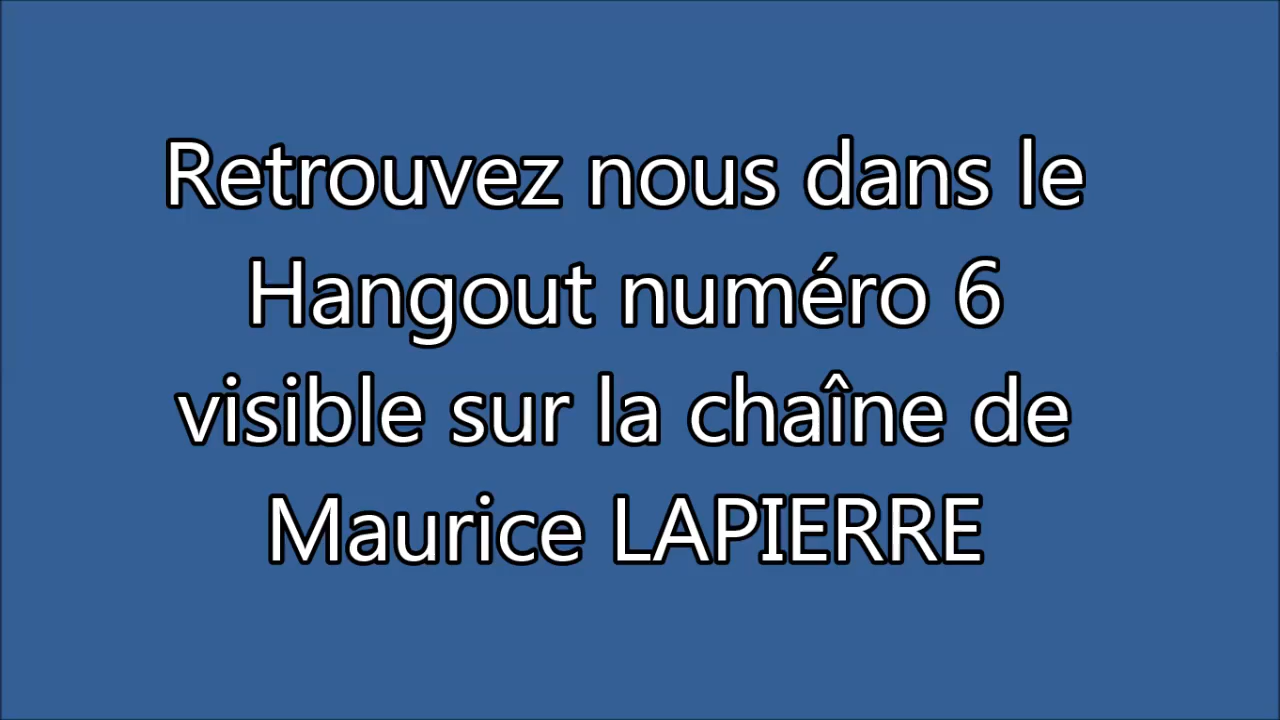 Retrouvez nous dans le
Hangout numéro 6
visible sur la chaîne de
Maurice LAPIERRE